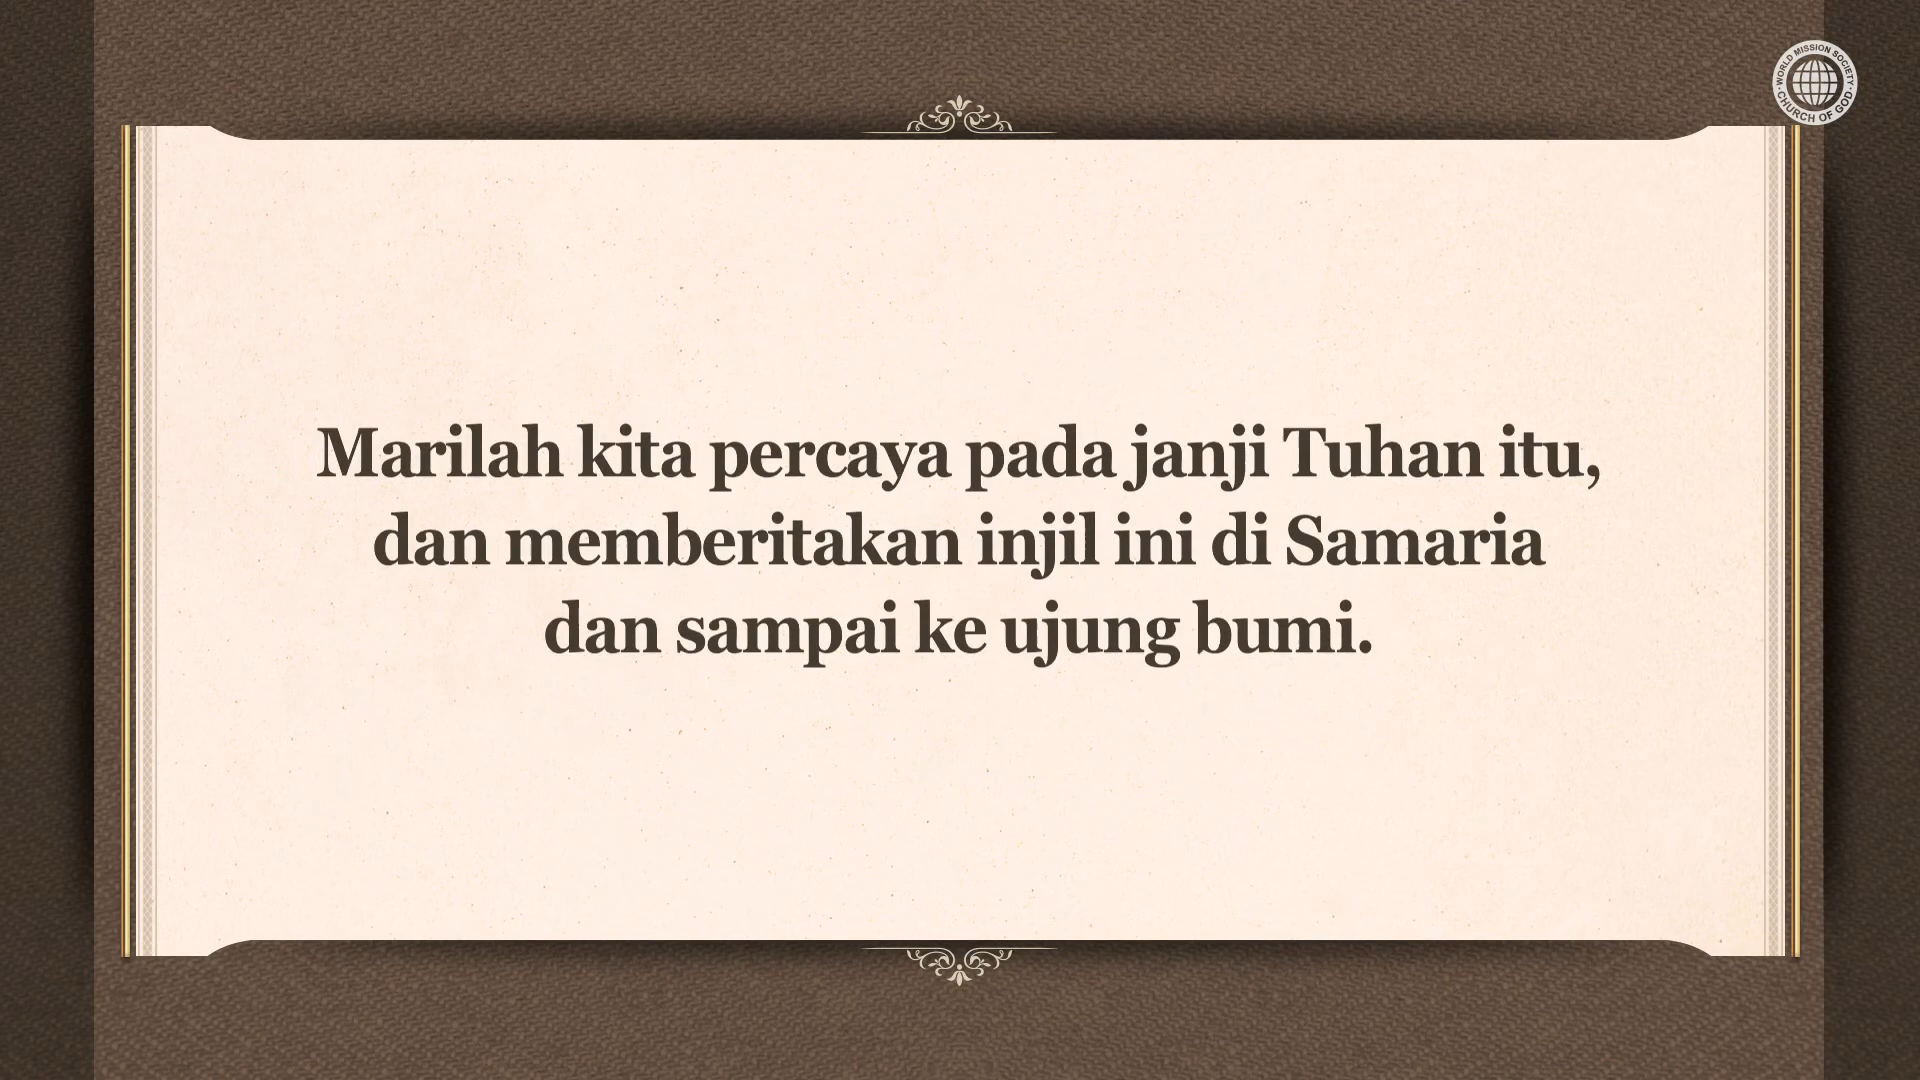 WORLD MISSION SOCIETY
CHURCH OF GOD
Marilah kita percaya pada janji Tuhan itu,
dan memberitakan injil ini di Samaria
dan sampai ke ujung bumi.